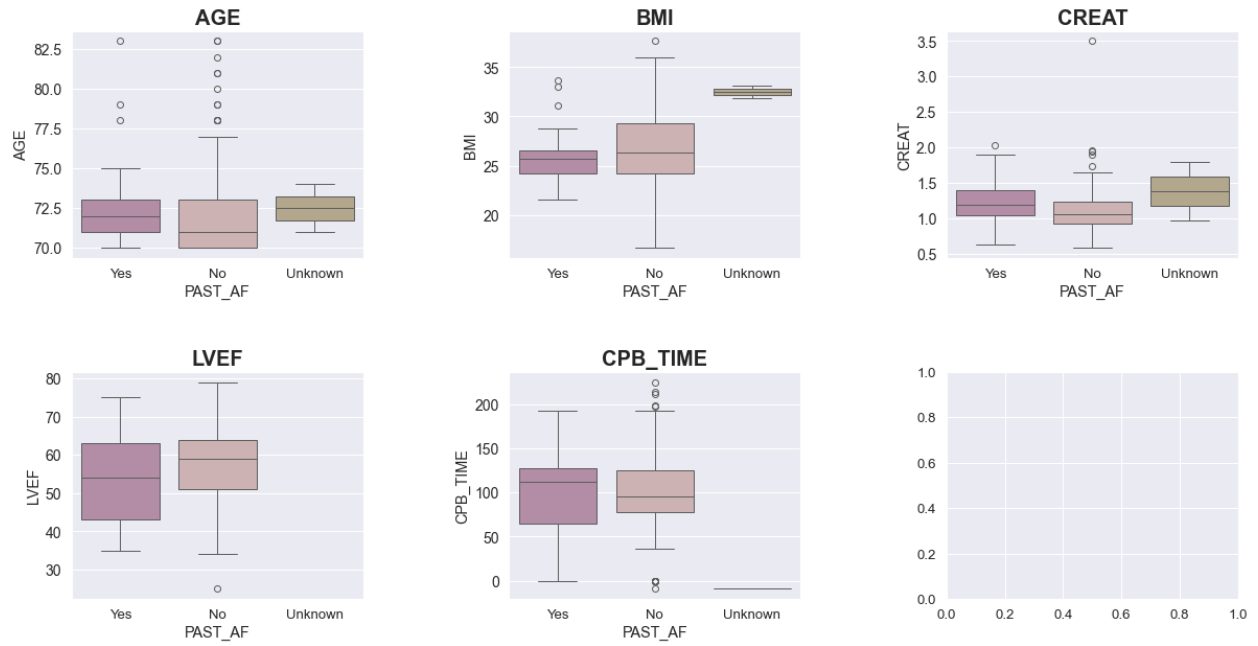 AGE
BMI
CREAT
82.5
80.0
77.5
75.0
72.5
70.0
AGE
Yes
No
Unknown
PAST_AF
35
30
25
20
BMI
Yes
No
Unknown
PAST_AF
3.5
3.0
2.5
2.0
1.5
1.0
0.5
CREAT
Yes
No
Unknown
PAST_AF
LVEF
CPB_TIME
80
70
60
50
40
30
LVEF
Yes
No
Unknown
PAST_AF
200
150
100
50
0
CPB_TIME
Yes
No
Unknown
PAST_AF
1.0
0.8
0.6
0.4
0.2
0.0
0.0 0.2 0.4 0.6 0.8 1.0